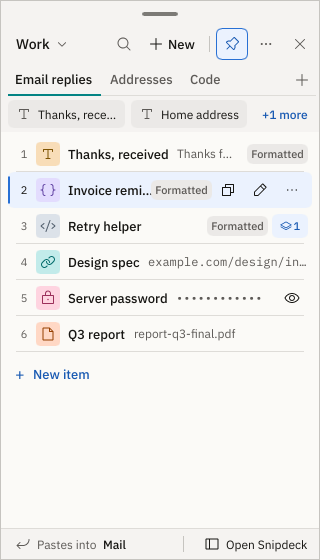 Work New
Email replies Addresses Code
Thanks, rece... Home address +1 more
1 Thanks, received Thanks f... Formatted
2 Invoice remi... Formatted
3 Retry helper Formatted 1
4 Design spec example.com/design/in...
5 Server password ••••••••••••
6 Q3 report report-q3-final.pdf
+ New item
Pastes into Mail Open Snipdeck